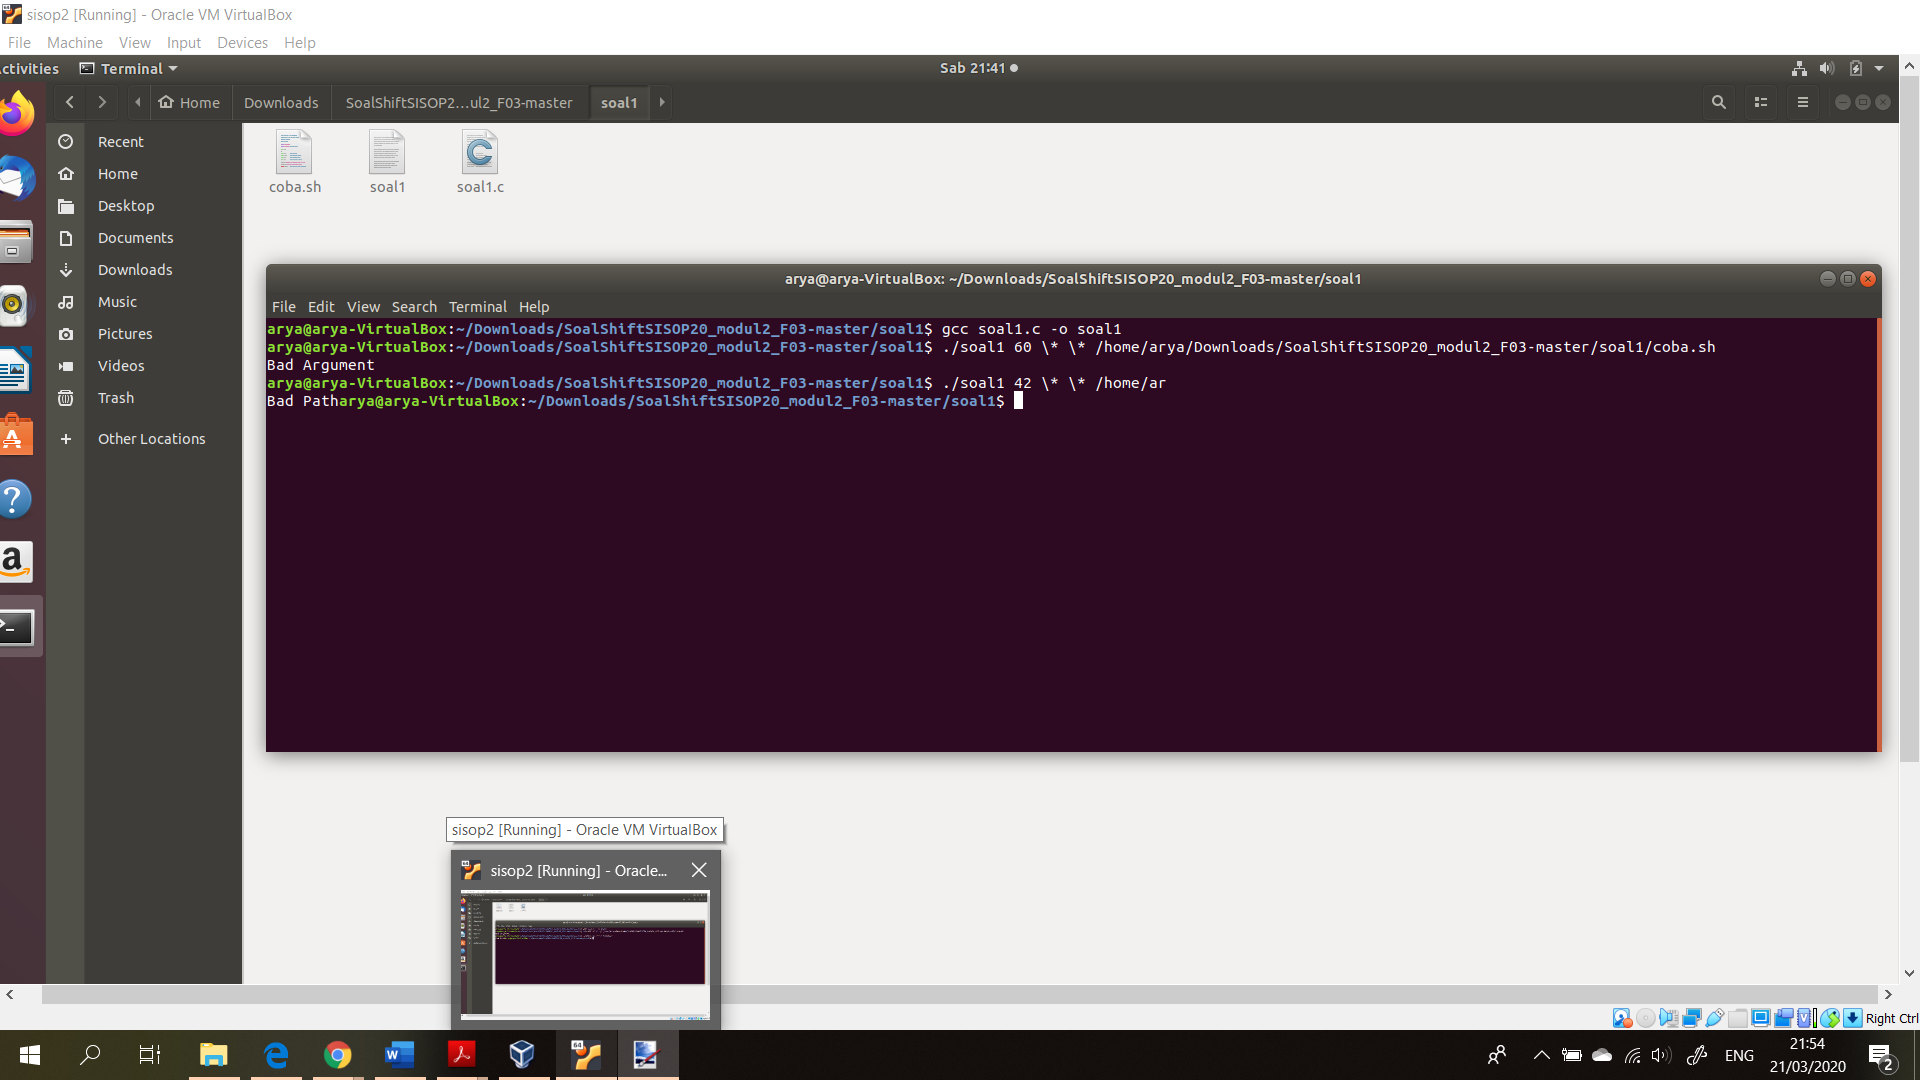 sisop2 [Running] - Oracle VM VirtualBox
File Machine View Input Devices Help
ctivities Terminal Sab 21:41
Home Downloads SoalShiftSISOP2...ul2_F03-master soal1
Recent
Home
Desktop
Documents
Downloads
Music
Pictures
Videos
Trash
+ Other Locations
coba.sh soal1 soal1.c
arya@arya-VirtualBox: ~/Downloads/SoalShiftSISOP20_modul2_F03-master/soal1
File Edit View Search Terminal Help
arya@arya-VirtualBox:~/Downloads/SoalShiftSISOP20_modul2_F03-master/soal1$ gcc soal1.c -o soal1
arya@arya-VirtualBox:~/Downloads/SoalShiftSISOP20_modul2_F03-master/soal1$ ./soal1 60 \* \* /home/arya/Downloads/SoalShiftSISOP20_modul2_F03-master/soal1/coba.sh
Bad Argument
arya@arya-VirtualBox:~/Downloads/SoalShiftSISOP20_modul2_F03-master/soal1$ ./soal1 42 \* \* /home/ar
Bad Patharya@arya-VirtualBox:~/Downloads/SoalShiftSISOP20_modul2_F03-master/soal1$
sisop2 [Running] - Oracle VM VirtualBox
sisop2 [Running] - Oracle...
Right Ctrl
ENG
21:54
21/03/2020
2